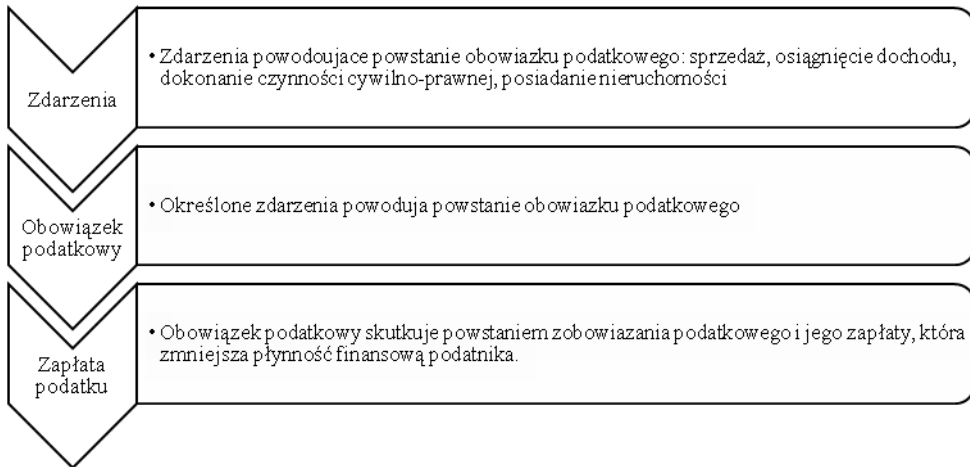 Zdarzenia
• Zdarzenia powodoujace powstanie obowiazku podatkowego: sprzedaż, osiągnięcie dochodu,
dokonanie czynności cywilno-prawnej, posiadanie nieruchomości
Obowiązek
podatkowy
• Określone zdarzenia powoduja powstanie obowiazku podatkowego
Zapłata
podatku
• Obowiązek podatkowy skutkuje powstaniem zobowiazania podatkowego i jego zapłaty, która
zmniejsza płynność finansową podatnika.